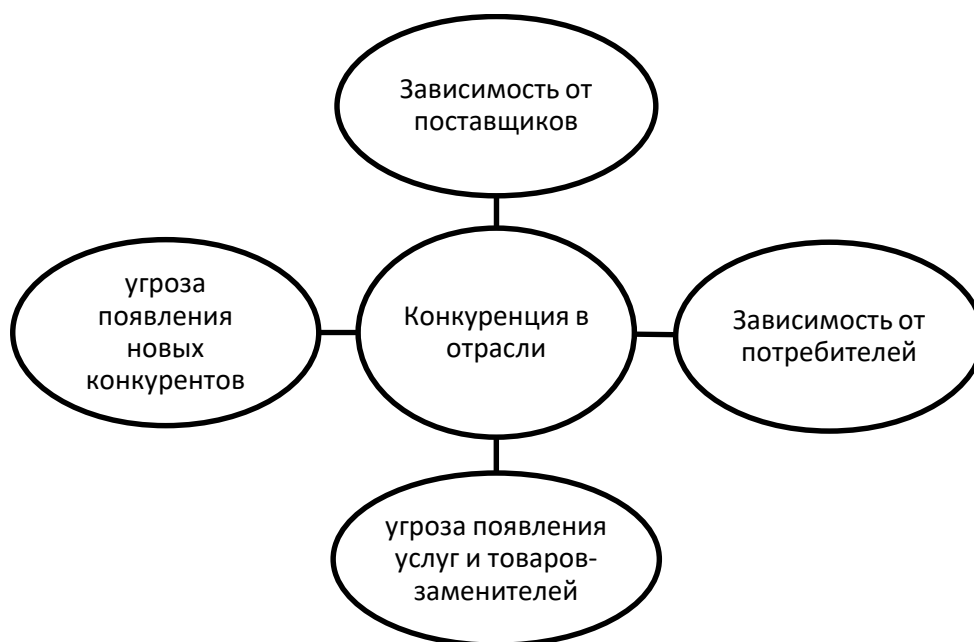 Зависимость от
поставщиков
угроза
появления
новых
конкурентов
Конкуренция в
отрасли
Зависимость от
потребителей
угроза появления
услуг и товаров-
заменителей